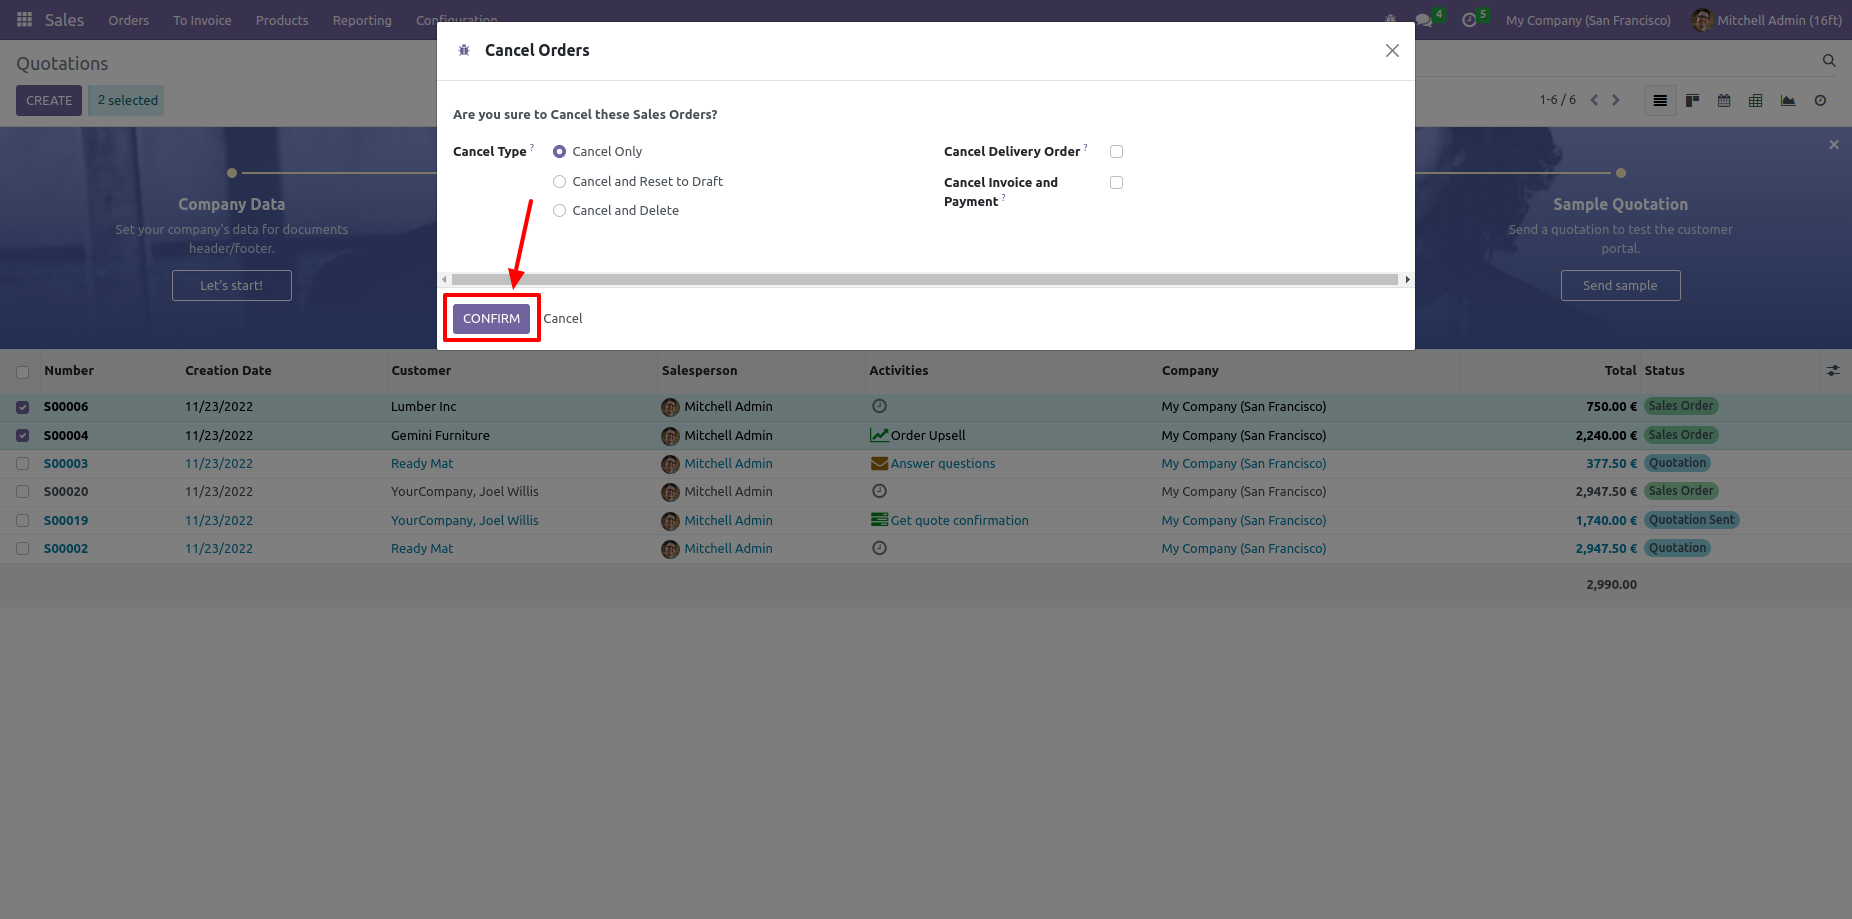 Sales Orders To Invoice Products Reporting Configuration 4 5 My Company (San Francisco) Mitchell Admin (16ft)
Quotations
CREATE 2 selected
1-6 / 6
Cancel Orders
Are you sure to Cancel these Sales Orders?
Cancel Type ? Cancel Only
Cancel and Reset to Draft
Cancel and Delete
Cancel Delivery Order ?
Cancel Invoice and
Payment ?
CONFIRM Cancel
Company Data
Set your company's data for documents
header/footer.
Let's start!
Sample Quotation
Send a quotation to test the customer
portal.
Send sample
Number Creation Date Customer Salesperson Activities Company Total Status
S00006 11/23/2022 Lumber Inc Mitchell Admin My Company (San Francisco) 750.00 € Sales Order
S00004 11/23/2022 Gemini Furniture Mitchell Admin Order Upsell My Company (San Francisco) 2,240.00 € Sales Order
S00003 11/23/2022 Ready Mat Mitchell Admin Answer questions My Company (San Francisco) 377.50 € Quotation
S00020 11/23/2022 YourCompany, Joel Willis Mitchell Admin My Company (San Francisco) 2,947.50 € Sales Order
S00019 11/23/2022 YourCompany, Joel Willis Mitchell Admin Get quote confirmation My Company (San Francisco) 1,740.00 € Quotation Sent
S00002 11/23/2022 Ready Mat Mitchell Admin My Company (San Francisco) 2,947.50 € Quotation
2,990.00